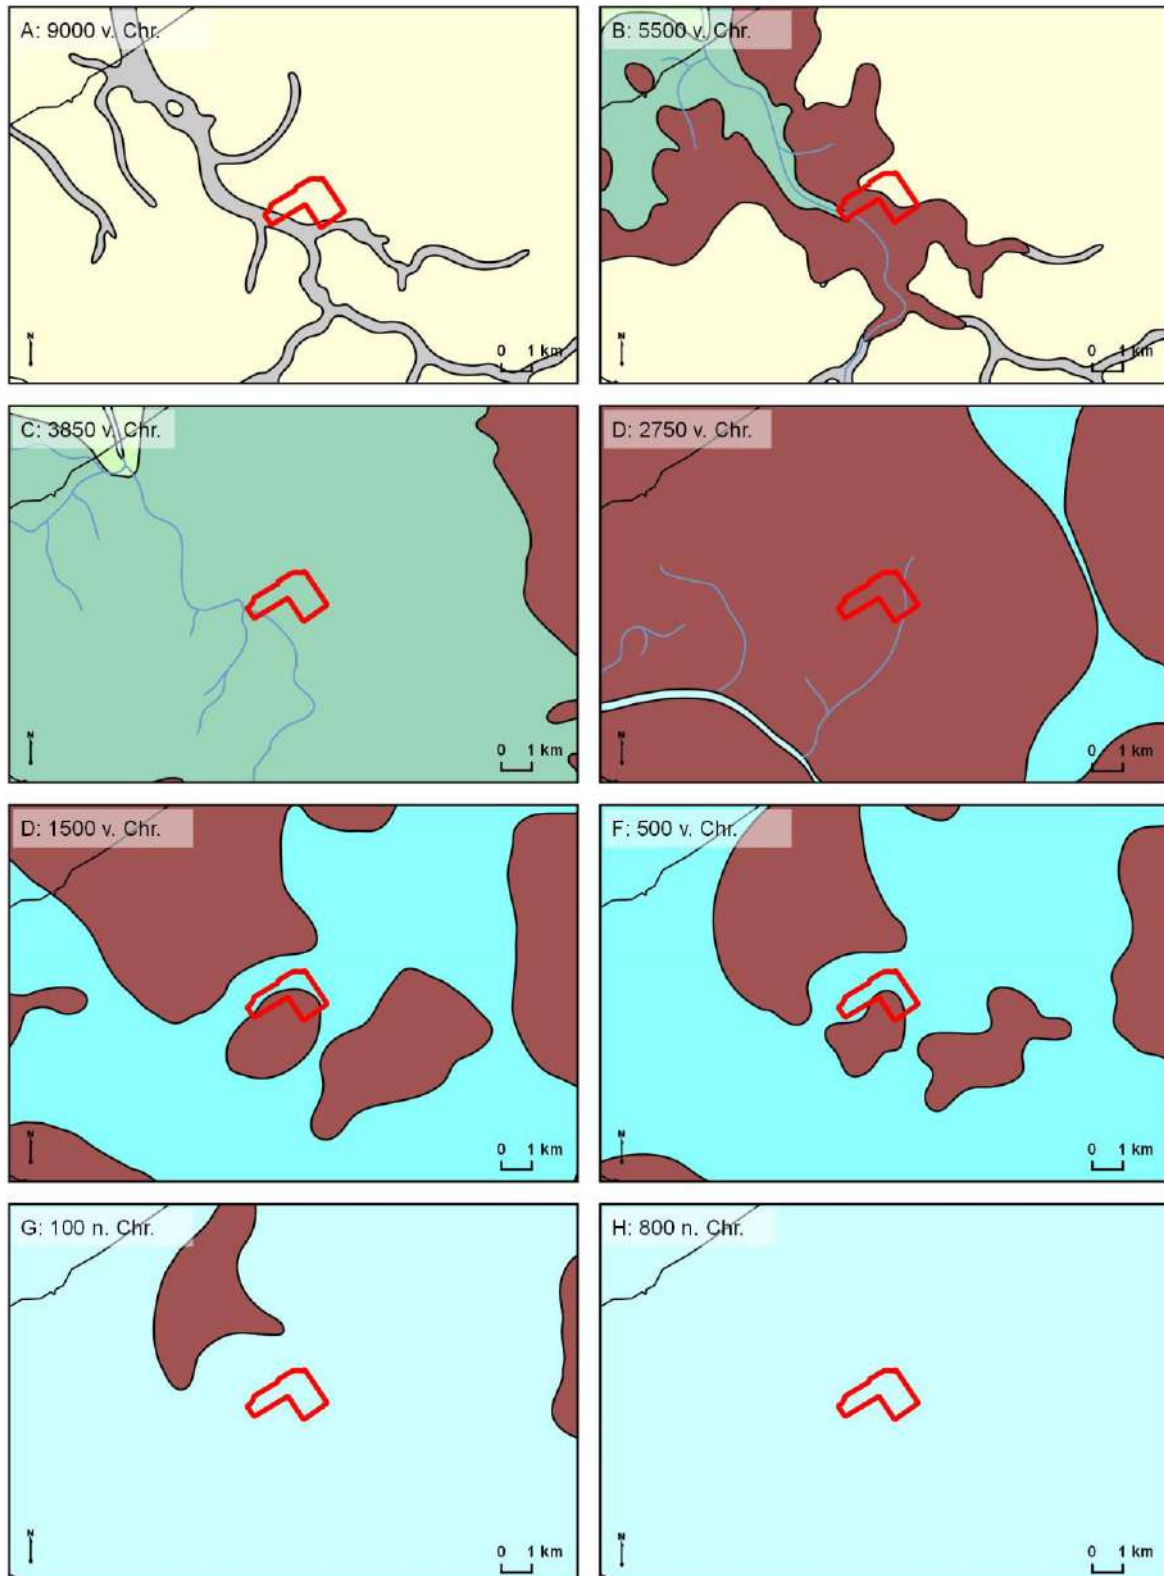 A: 9000 v. Chr.
N
0 1 km
B: 5500 v. Chr.
N
0 1 km
C: 3850 v. Chr.
N
0 1 km
D: 2750 v. Chr.
N
0 1 km
D: 1500 v. Chr.
N
0 1 km
F: 500 v. Chr.
N
0 1 km
G: 100 n. Chr.
N
0 1 km
H: 800 n. Chr.
N
0 1 km